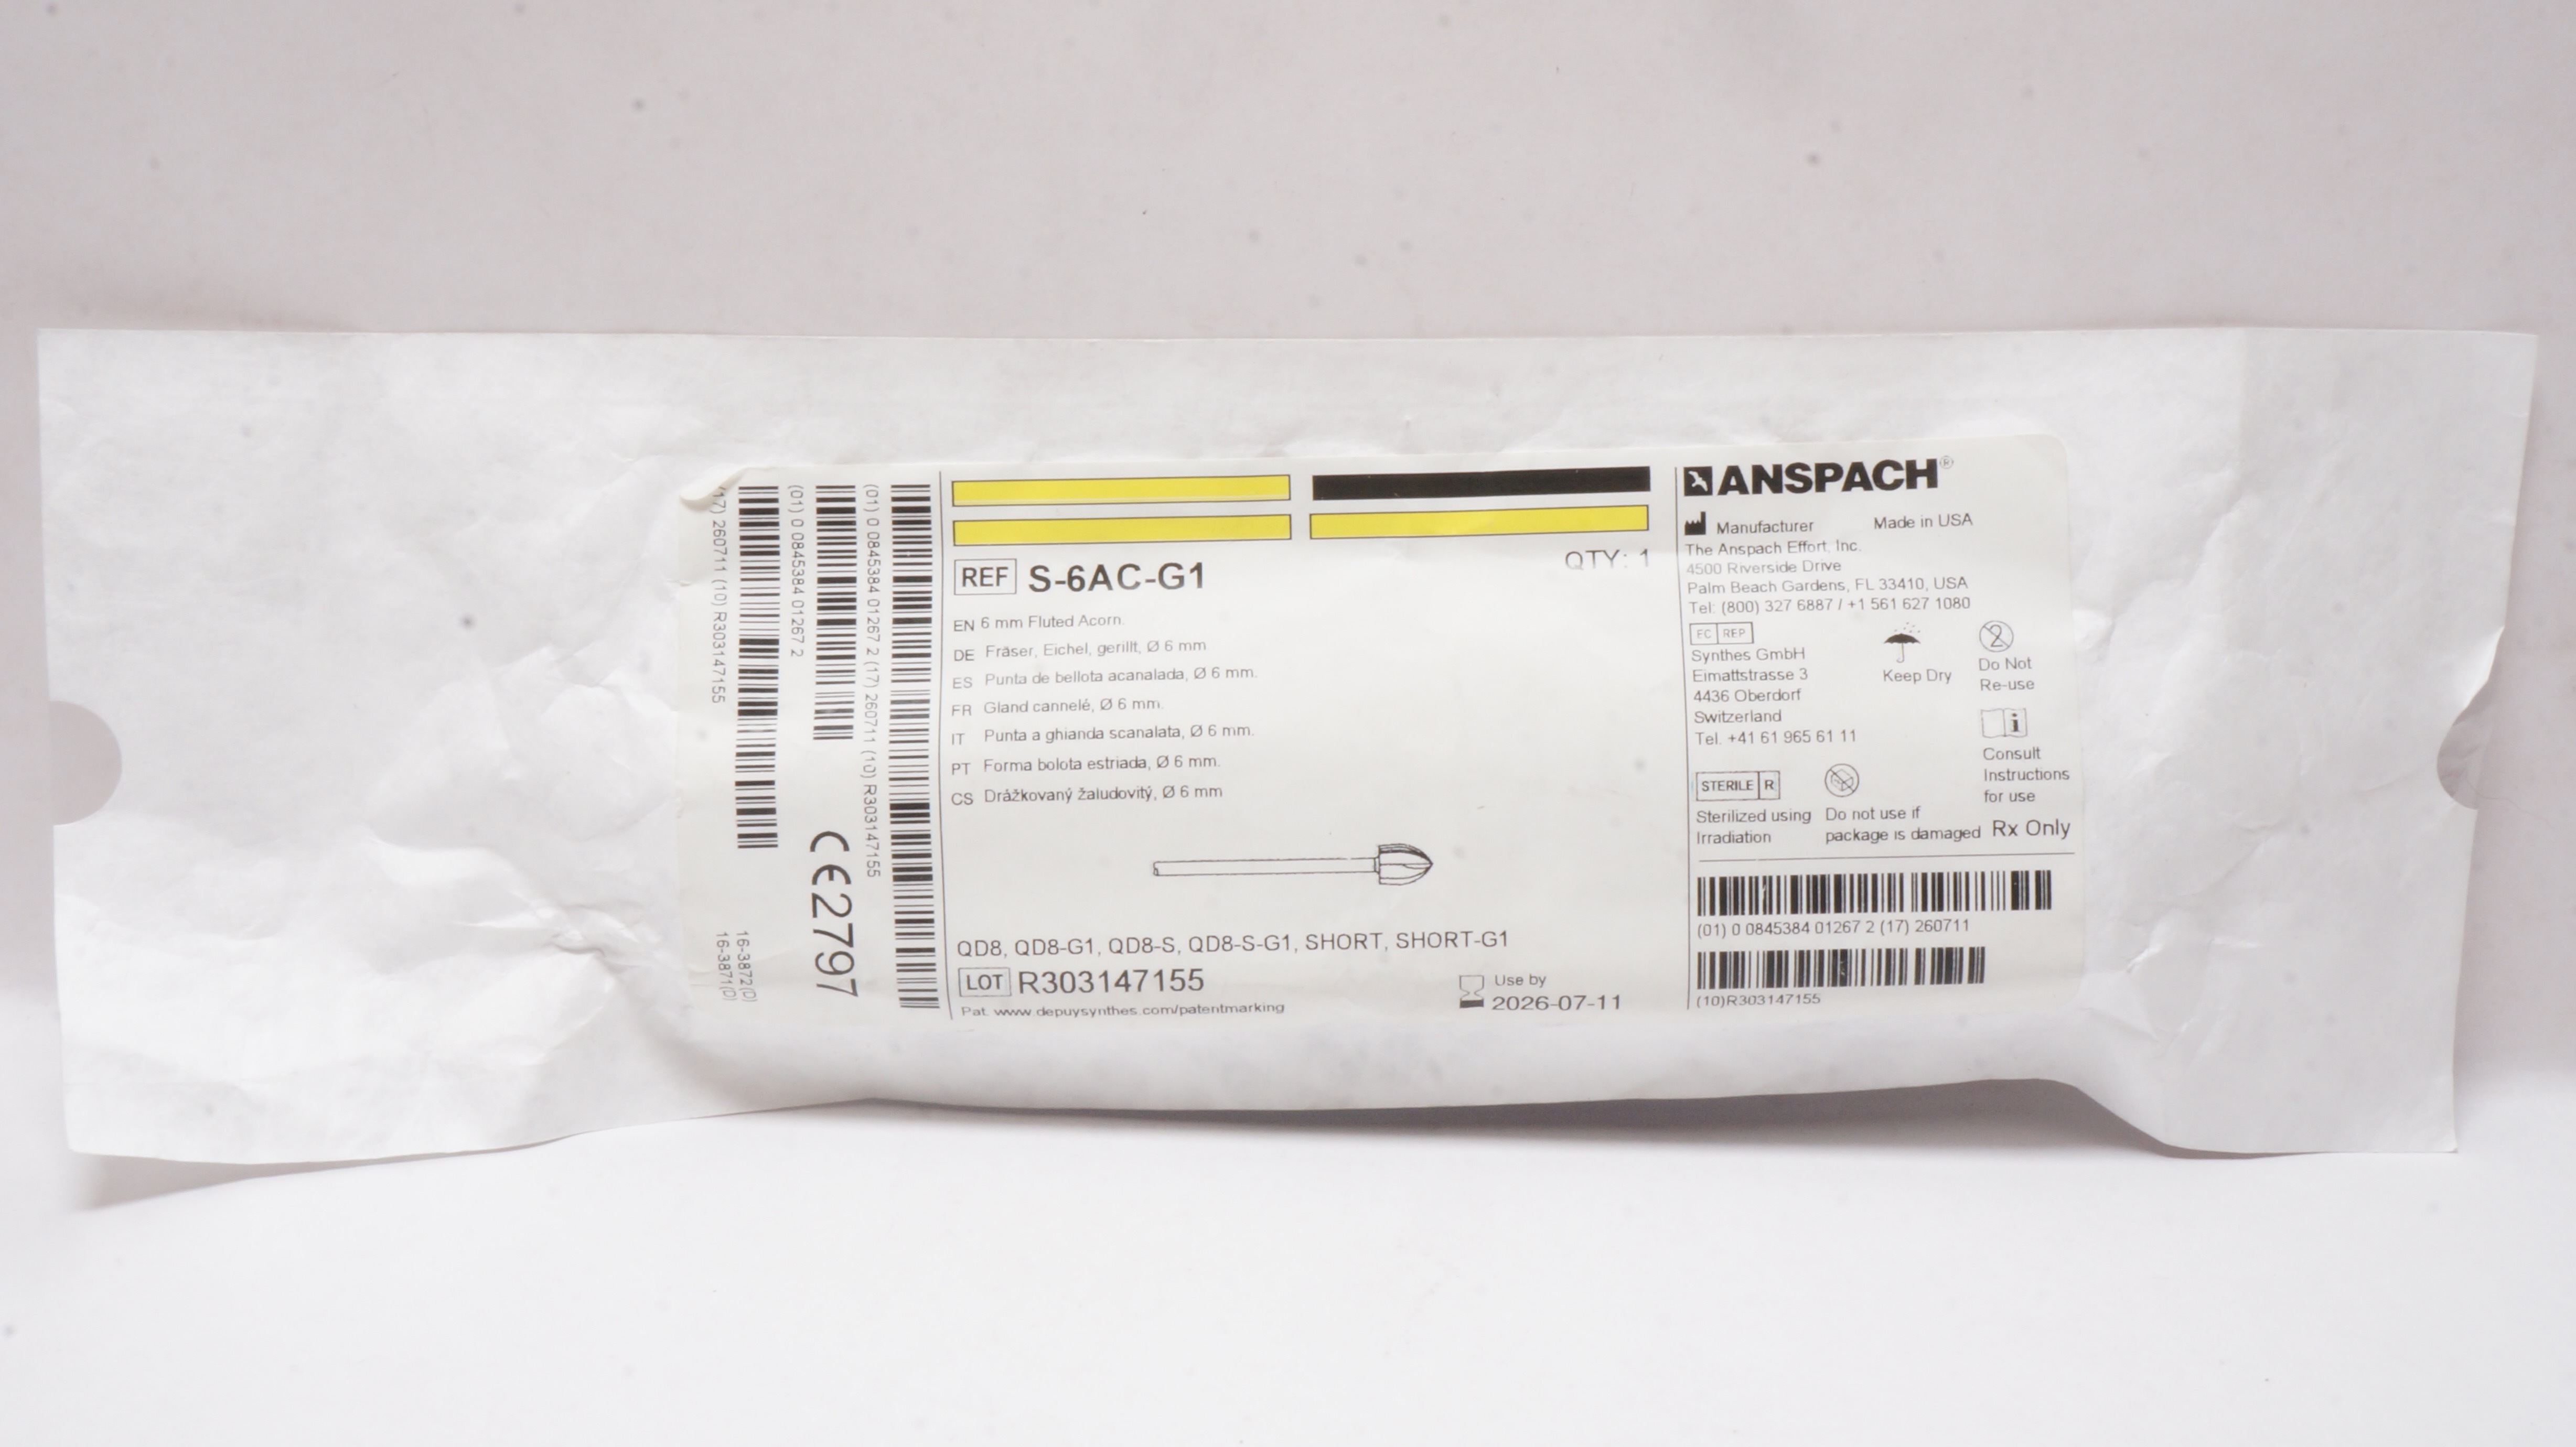 (17) 260711 (10) R303147155
(01) 0 0845384 01267 2
(01) 0 0845384 01267 2 (17) 260711 (10) R303147155
CE2797
16-3872(D)
16-3871(D)
REF S-6AC-G1
QTY: 1
EN 6 mm Fluted Acorn.
DE Fräser, Eichel, gerillt, Ø 6 mm
ES Punta de bellota acanalada, Ø 6 mm.
FR Gland cannelé, Ø 6 mm.
IT Punta a ghianda scanalata, Ø 6 mm.
PT Forma bolota estriada, Ø 6 mm.
CS Drážkovaný žaludovitý, Ø 6 mm
QD8, QD8-G1, QD8-S, QD8-S-G1, SHORT, SHORT-G1
LOT R303147155
Pat. www.depuysynthes.com/patentmarking
Use by
2026-07-11
ANSPACH®
Manufacturer Made in USA
The Anspach Effort, Inc.
4500 Riverside Drive
Palm Beach Gardens, FL 33410, USA
Tel: (800) 327 6887 / +1 561 627 1080
EC REP
Synthes GmbH
Eimattstrasse 3
4436 Oberdorf
Switzerland
Tel. +41 61 965 61 11
Keep Dry
2
Do Not
Re-use
i
Consult
Instructions
for use
STERILE R
Sterilized using
Irradiation
Do not use if
package is damaged
Rx Only
(01) 0 0845384 01267 2 (17) 260711
(10)R303147155